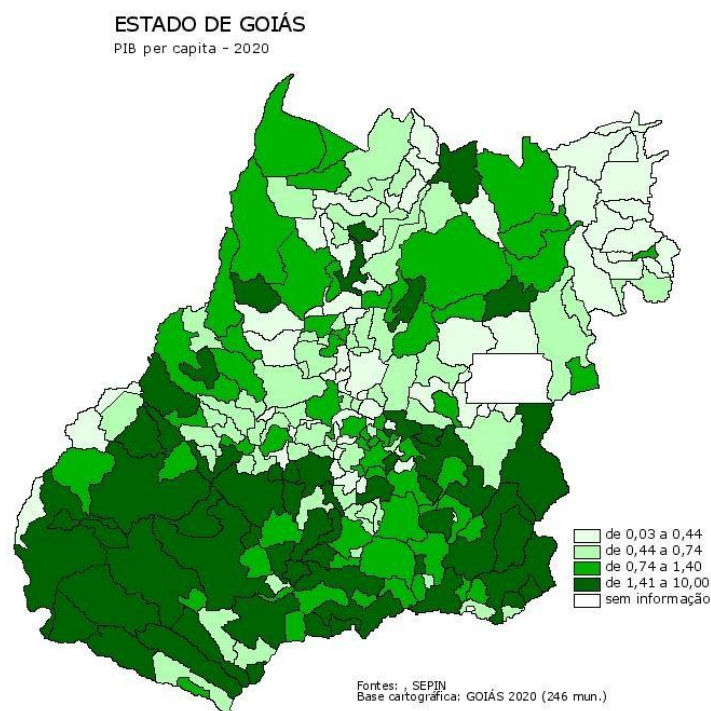 ESTADO DE GOIÁS
PIB per capita - 2020
de 0,03 a 0,44
de 0,44 a 0,74
de 0,74 a 1,40
de 1,41 a 10,00
sem informação
Fontes: , SEPIN
Base cartográfica: GOIÁS 2020 (246 mun.)